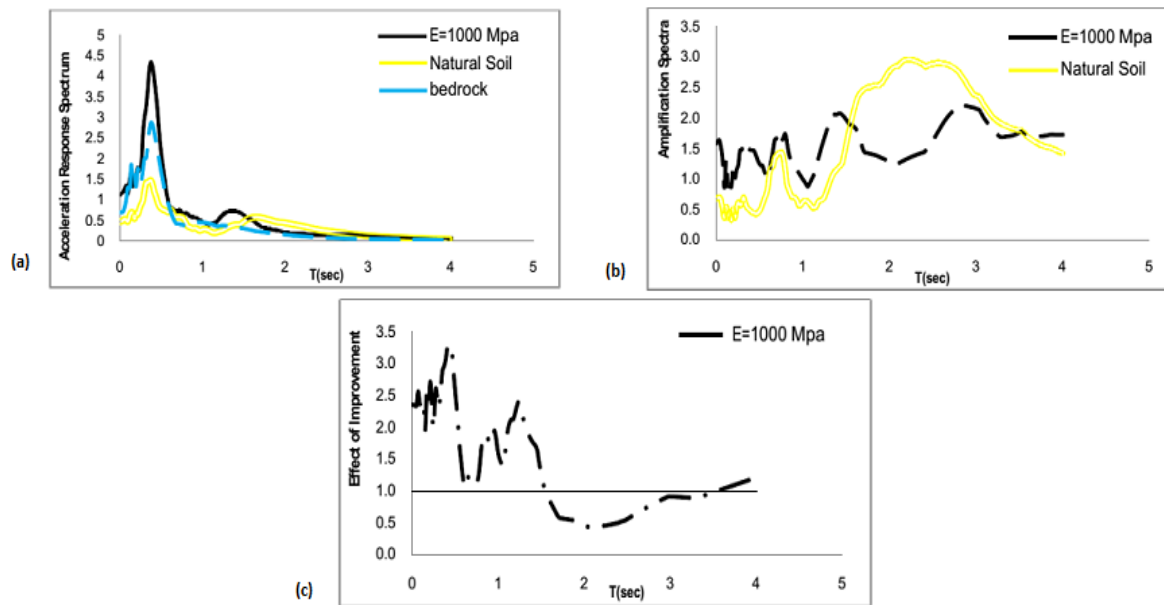 5
4.5
4
3.5
3
2.5
2
1.5
1
0.5
0
Acceleration Response Spectrum
E=1000 Mpa
Natural Soil
bedrock
0 1 2 3 4 5
T(sec)
(a)
3.5
3.0
2.5
2.0
1.5
1.0
0.5
0.0
Amplification Spectra
E=1000 Mpa
Natural Soil
0 1 2 3 4 5
T(sec)
(b)
3.5
3.0
2.5
2.0
1.5
1.0
0.5
0.0
Effect of Improvement
E=1000 Mpa
0 1 2 3 4 5
T(sec)
(c)